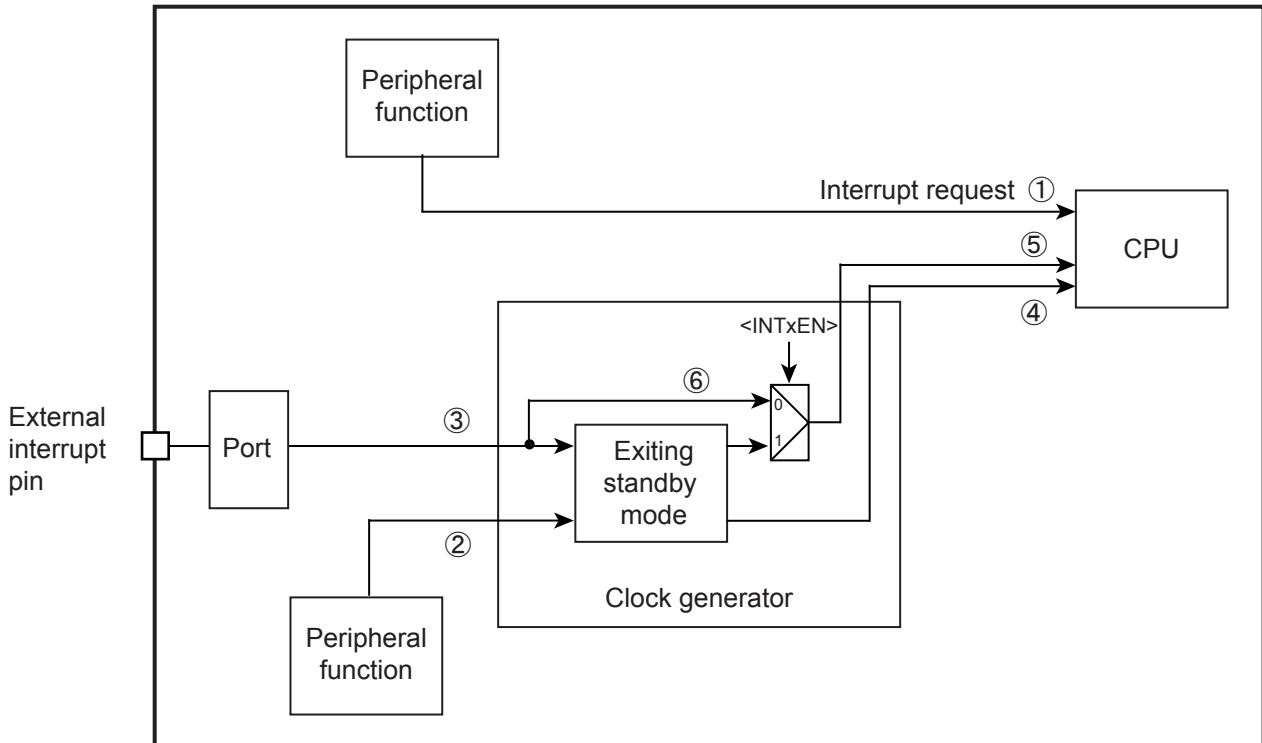 Peripheral
function
Interrupt request ①
CPU
⑤
④
<INTxEN>
⑥
0
External
interrupt
pin
Port
③
1
Exiting
standby
mode
②
Clock generator
Peripheral
function